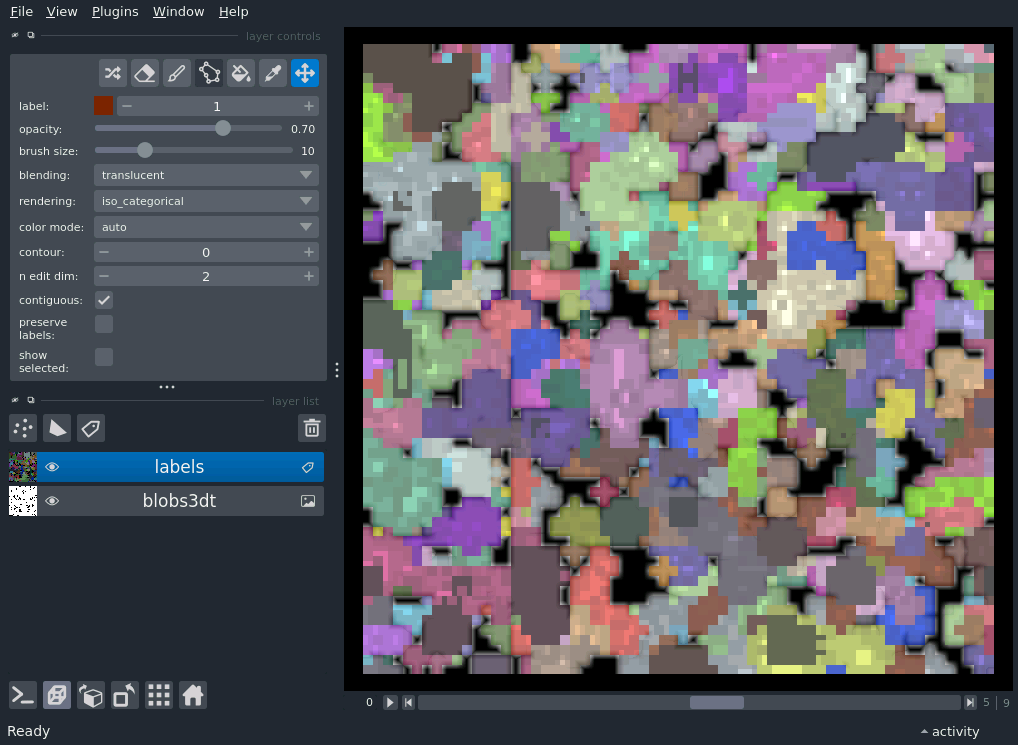 File View Plugins Window Help
layer controls
label: 1
opacity: 0.70
brush size: 10
blending: translucent
rendering: iso_categorical
color mode: auto
contour: 0
n edit dim: 2
contiguous:
preserve
labels:
show
selected:
layer list
labels
blobs3dt
0 5 | 9
Ready activity